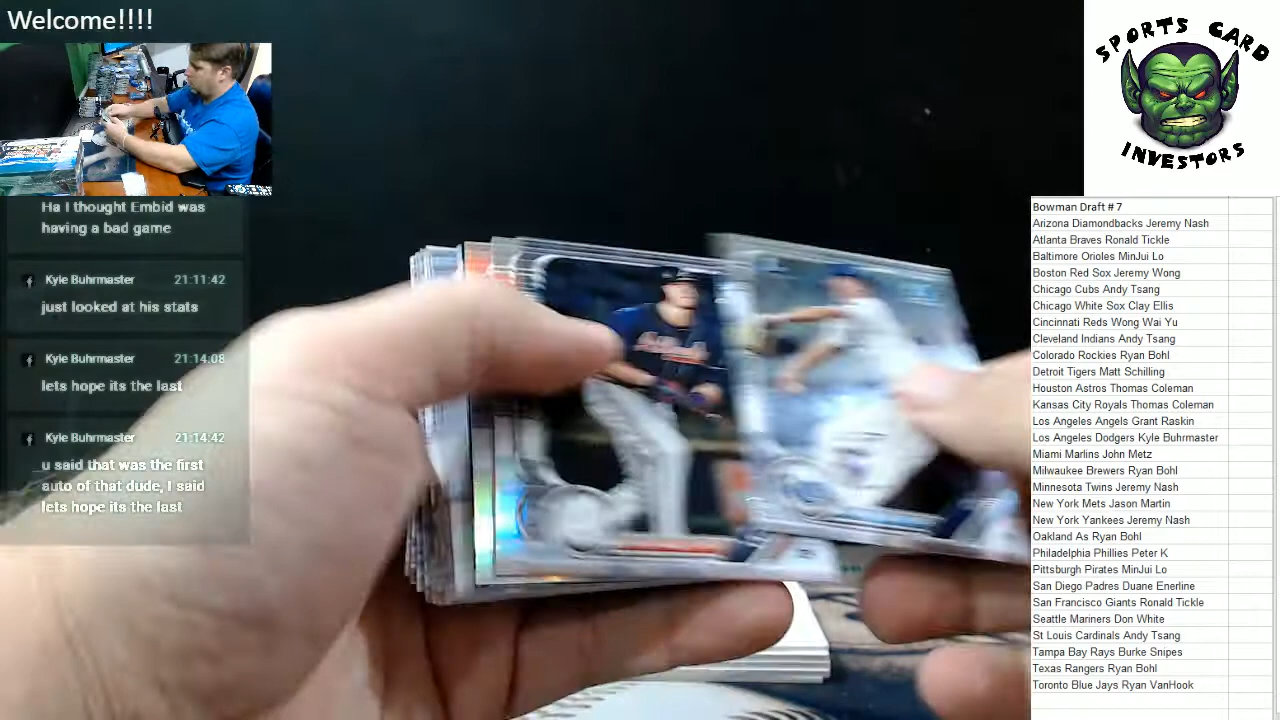 Welcome!!!!
SPORTS CARD
INVESTORS
Ha I thought Embid was
having a bad game
Kyle Buhrmaster 21:11:42
just looked at his stats
Kyle Buhrmaster 21:14:08
lets hope its the last
Kyle Buhrmaster 21:14:42
u said that was the first
auto of that dude, I said
lets hope its the last
Bowman Draft # 7
Arizona Diamondbacks Jeremy Nash
Atlanta Braves Ronald Tickle
Baltimore Orioles MinJui Lo
Boston Red Sox Jeremy Wong
Chicago Cubs Andy Tsang
Chicago White Sox Clay Ellis
Cincinnati Reds Wong Wai Yu
Cleveland Indians Andy Tsang
Colorado Rockies Ryan Bohl
Detroit Tigers Matt Schilling
Houston Astros Thomas Coleman
Kansas City Royals Thomas Coleman
Los Angeles Angels Grant Raskin
Los Angeles Dodgers Kyle Buhrmaster
Miami Marlins John Metz
Milwaukee Brewers Ryan Bohl
Minnesota Twins Jeremy Nash
New York Mets Jason Martin
New York Yankees Jeremy Nash
Oakland As Ryan Bohl
Philadelphia Phillies Peter K
Pittsburgh Pirates MinJui Lo
San Diego Padres Duane Enerline
San Francisco Giants Ronald Tickle
Seattle Mariners Don White
St Louis Cardinals Andy Tsang
Tampa Bay Rays Burke Snipes
Texas Rangers Ryan Bohl
Toronto Blue Jays Ryan VanHook